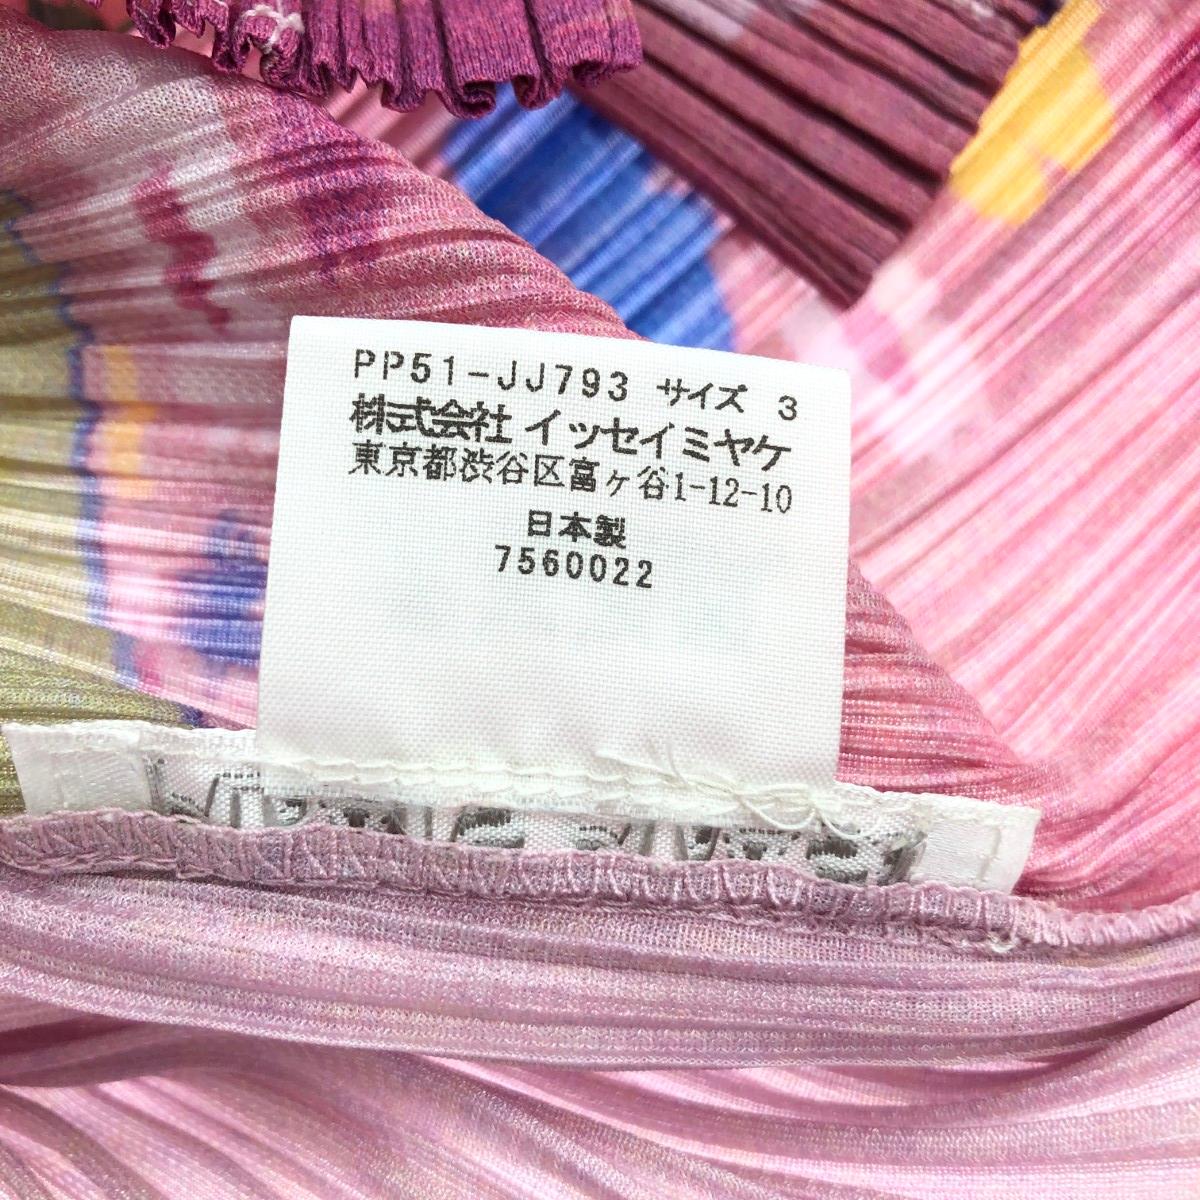 PP51-JJ793 サイズ 3
株式会社 イッセイミヤケ
東京都渋谷区富ヶ谷1-12-10
日本製
7560022